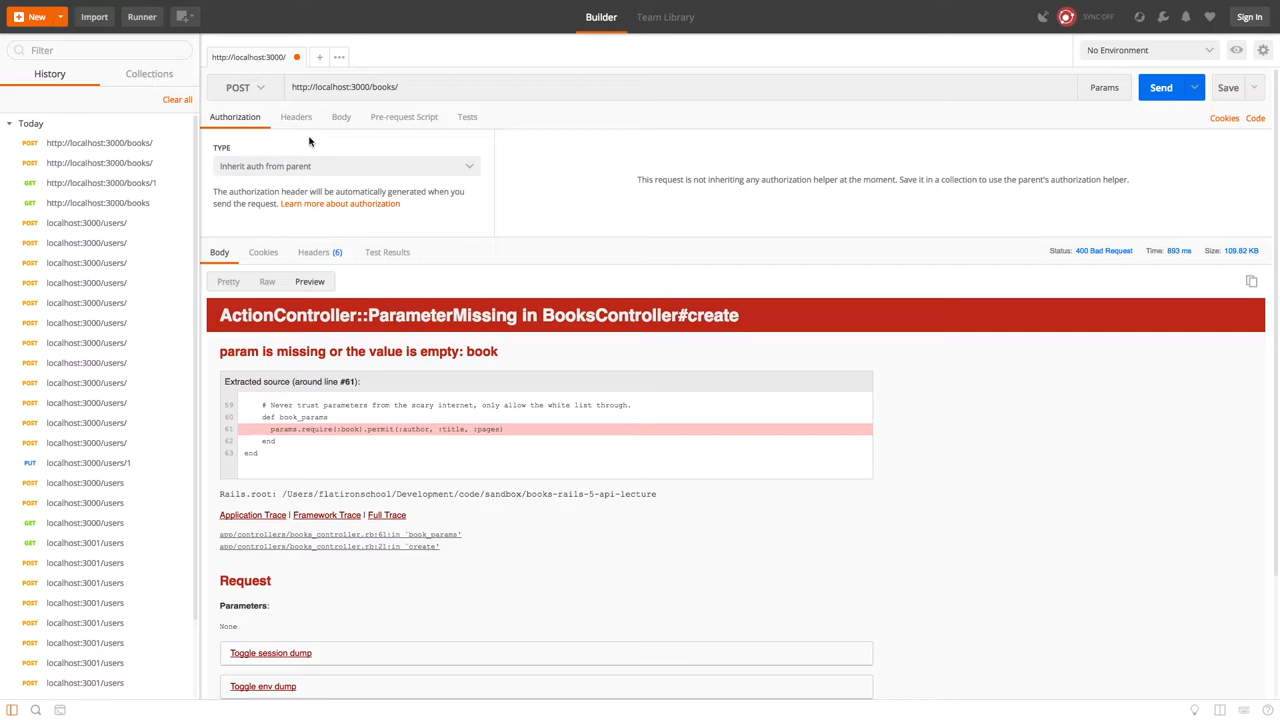 New
Import
Runner
Builder
Team Library
SYNC OFF
Sign In
Filter
History
Collections
Clear all
Today
POST http://localhost:3000/books/
POST http://localhost:3000/books/
GET http://localhost:3000/books/1
GET http://localhost:3000/books
POST localhost:3000/users/
POST localhost:3000/users/
POST localhost:3000/users/
POST localhost:3000/users/
POST localhost:3000/users/
POST localhost:3000/users/
POST localhost:3000/users/
POST localhost:3000/users/
POST localhost:3000/users/
POST localhost:3000/users/
POST localhost:3000/users/
POST localhost:3000/users/
PUT localhost:3000/users/1
POST localhost:3000/users
POST localhost:3000/users
GET localhost:3000/users
GET localhost:3001/users
POST localhost:3001/users
POST localhost:3001/users
POST localhost:3001/users
POST localhost:3001/users
POST localhost:3001/users
POST localhost:3001/users
POST localhost:3001/users
http://localhost:3000/
No Environment
POST
http://localhost:3000/books/
Params
Send
Save
Authorization
Headers
Body
Pre-request Script
Tests
Cookies
Code
TYPE
Inherit auth from parent
The authorization header will be automatically generated when you
send the request. Learn more about authorization
This request is not inheriting any authorization helper at the moment. Save it in a collection to use the parent's authorization helper.
Body
Cookies
Headers (6)
Test Results
Status: 400 Bad Request
Time: 893 ms
Size: 109.82 KB
Pretty
Raw
Preview
ActionController::ParameterMissing in BooksController#create
param is missing or the value is empty: book
Extracted source (around line #61):
59 # Never trust parameters from the scary internet, only allow the white list through.
60 def book_params
61 params.require(:book).permit(:author, :title, :pages)
62 end
63 end
Rails.root: /Users/flatironschool/Development/code/sandbox/books-rails-5-api-lecture
Application Trace | Framework Trace | Full Trace
app/controllers/books_controller.rb:61:in `book_params'
app/controllers/books_controller.rb:21:in `create'
Request
Parameters:
None
Toggle session dump
Toggle env dump